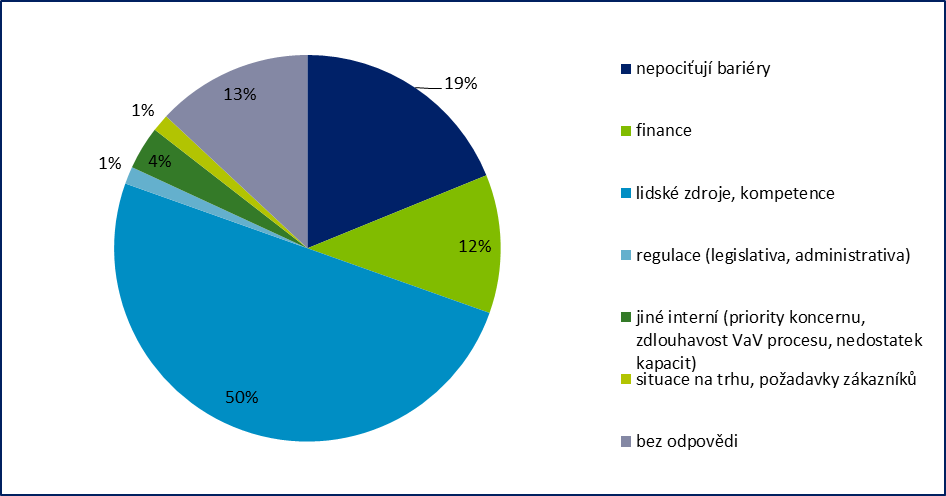 19%
12%
50%
1%
4%
1%
13%
nepociťují bariéry
finance
lidské zdroje, kompetence
regulace (legislativa, administrativa)
jiné interní (priority koncernu,
zdlouhavost VaV procesu, nedostatek
kapacit)
situace na trhu, požadavky zákazníků
bez odpovědi